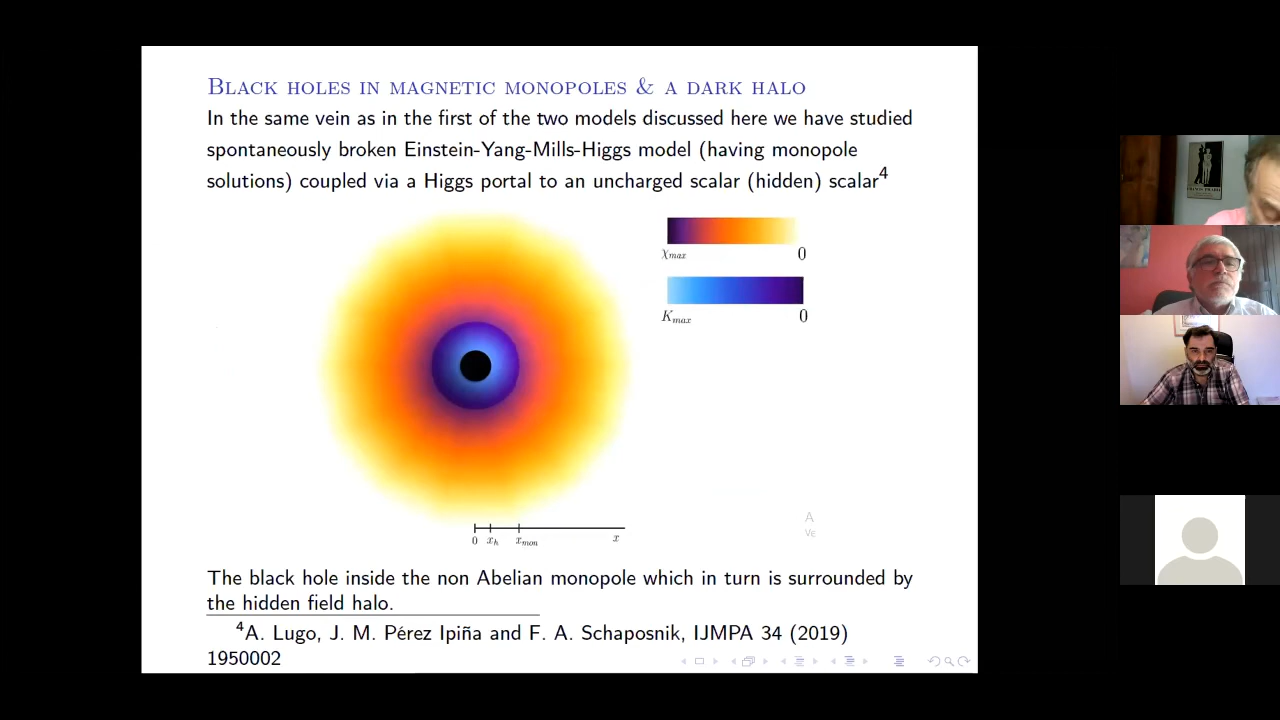 BLACK HOLES IN MAGNETIC MONOPOLES & A DARK HALO
In the same vein as in the first of the two models discussed here we have studied
spontaneously broken Einstein-Yang-Mills-Higgs model (having monopole
solutions) coupled via a Higgs portal to an uncharged scalar (hidden) scalar⁴
χmax 0
Kmax 0
0 xh xmon x
A
The black hole inside the non Abelian monopole which in turn is surrounded by
the hidden field halo.
⁴A. Lugo, J. M. Pérez Ipiña and F. A. Schaposnik, IJMPA 34 (2019)
1950002